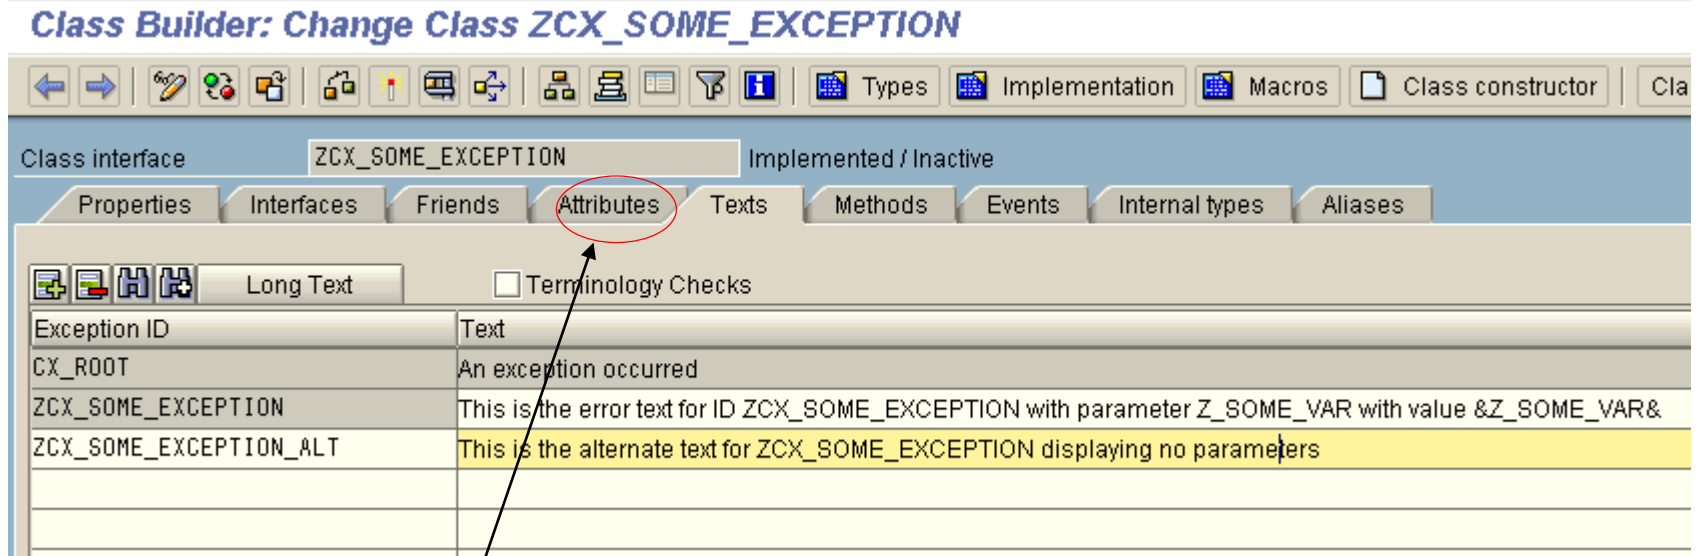 Class Builder: Change Class ZCX_SOME_EXCEPTION
Types Implementation Macros Class constructor Cla
Class interface ZCX_SOME_EXCEPTION Implemented / Inactive
Properties Interfaces Friends Attributes Texts Methods Events Internal types Aliases
Long Text Terminology Checks
Exception ID Text
CX_ROOT An exception occurred
ZCX_SOME_EXCEPTION This is the error text for ID ZCX_SOME_EXCEPTION with parameter Z_SOME_VAR with value &Z_SOME_VAR&
ZCX_SOME_EXCEPTION_ALT This is the alternate text for ZCX_SOME_EXCEPTION displaying no parameters